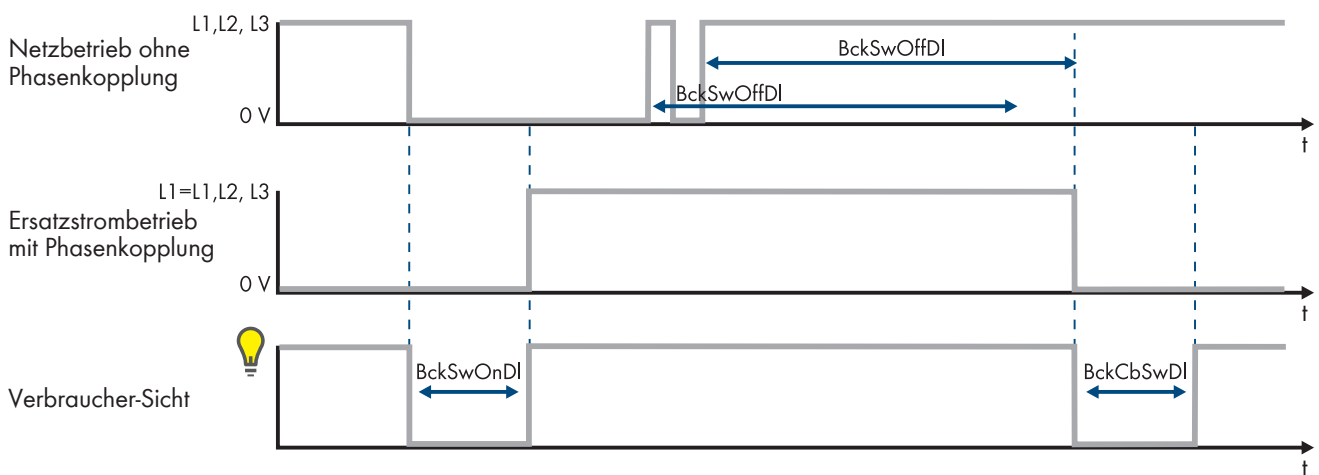 L1,L2, L3
Netzbetrieb ohne
Phasenkopplung
BckSwOffDl
BckSwOffDl
0 V
t
L1=L1,L2, L3
Ersatzstrombetrieb
mit Phasenkopplung
0 V
t
BckSwOnDl
BckCbSwDl
Verbraucher-Sicht
t